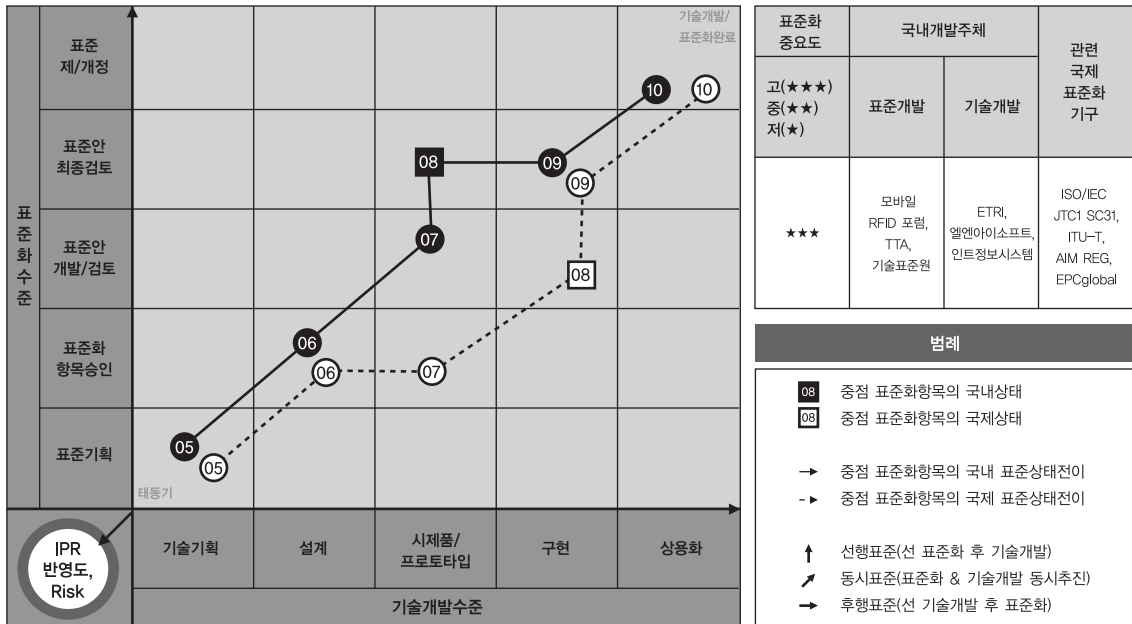 표준화수준
표준
제/개정
표준안
최종검토
표준안
개발/검토
표준화
항목승인
표준기획
기술개발/
표준화완료
10
10
08
09
09
07
08
06
06
07
05
05
태동기
IPR
반영도,
Risk
기술기획
설계
시제품/
프로토타입
구현
상용화
기술개발수준
표준화
중요도
국내개발주체
관련
국제
표준화
기구
고(★★★)
중(★★)
저(★)
표준개발
기술개발
★★★
모바일
RFID 포럼,
TTA,
기술표준원
ETRI,
엘엔아이소프트,
인트정보시스템
ISO/IEC
JTC1 SC31,
ITU-T,
AIM REG,
EPCglobal
범례
08 중점 표준화항목의 국내상태
08 중점 표준화항목의 국제상태
중점 표준화항목의 국내 표준상태전이
중점 표준화항목의 국제 표준상태전이
선행표준(선 표준화 후 기술개발)
동시표준(표준화 & 기술개발 동시추진)
후행표준(선 기술개발 후 표준화)